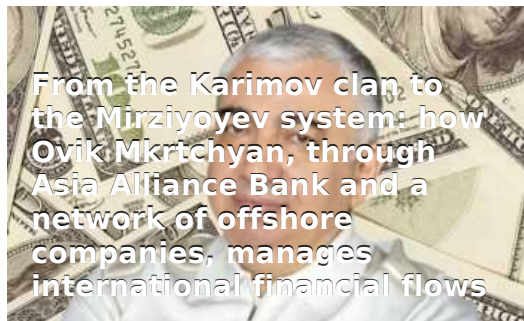 From the Karimov clan to
the Mirziyoyev system: how
Ovik Mkrtchyan, through
Asia Alliance Bank and a
network of offshore
companies, manages
international financial flows